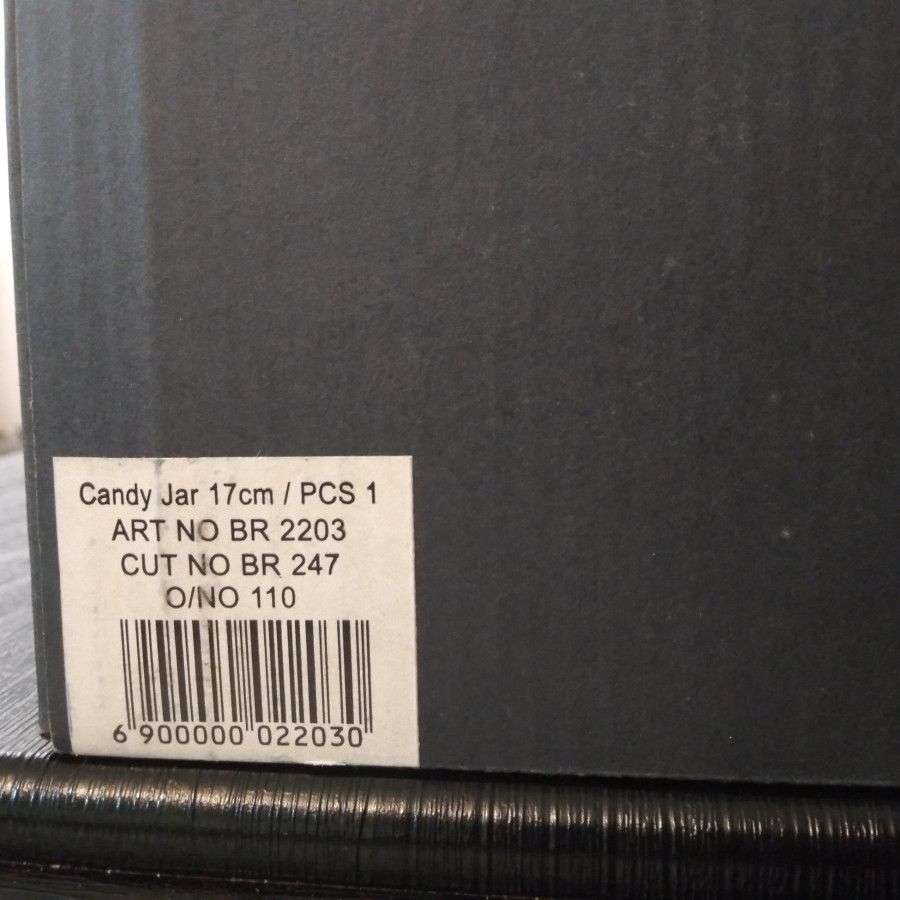 Candy Jar 17cm / PCS 1
ART NO BR 2203
CUT NO BR 247
O/NO 110
6 900000 022030